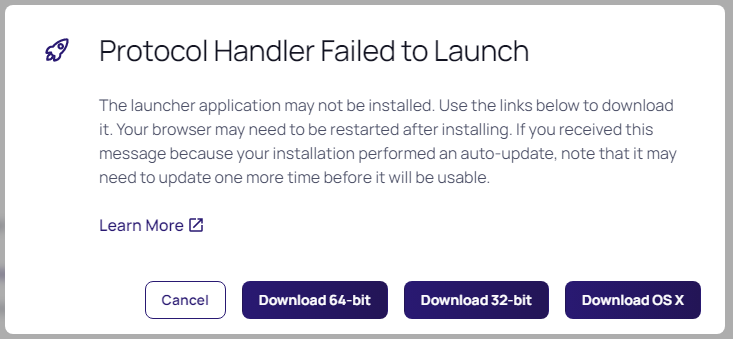 Protocol Handler Failed to Launch
The launcher application may not be installed. Use the links below to download
it. Your browser may need to be restarted after installing. If you received this
message because your installation performed an auto-update, note that it may
need to update one more time before it will be usable.
Learn More
Cancel
Download 64-bit
Download 32-bit
Download OS X